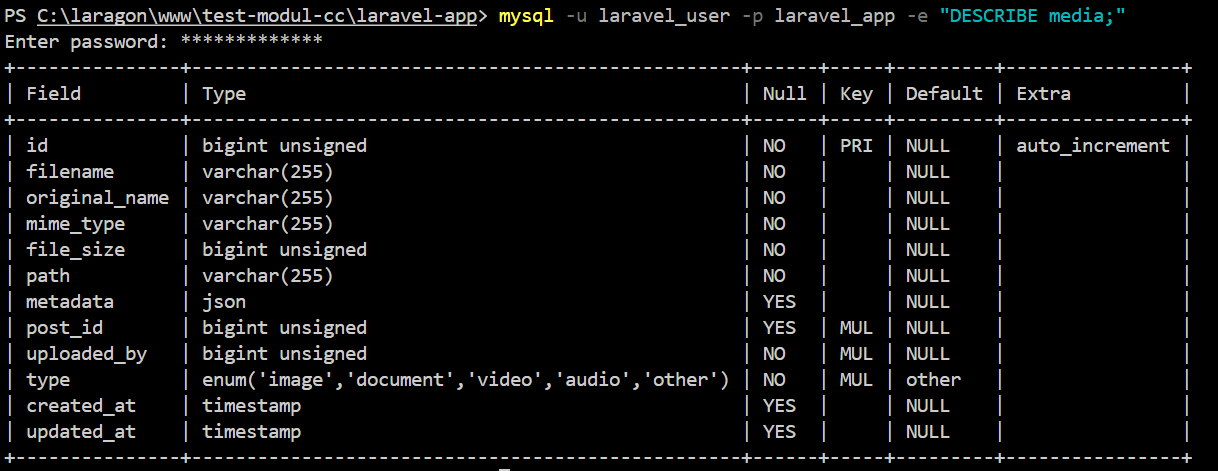 PS C:\laragon\www\test-modul-cc\laravel-app> mysql -u laravel_user -p laravel_app -e "DESCRIBE media;"
Enter password: *************
+---------------+--------------------------------------------------+------+-----+---------+----------------+
| Field         | Type                                             | Null | Key | Default | Extra          |
+---------------+--------------------------------------------------+------+-----+---------+----------------+
| id            | bigint unsigned                                  | NO   | PRI | NULL    | auto_increment |
| filename      | varchar(255)                                     | NO   |     | NULL    |                |
| original_name | varchar(255)                                     | NO   |     | NULL    |                |
| mime_type     | varchar(255)                                     | NO   |     | NULL    |                |
| file_size     | bigint unsigned                                  | NO   |     | NULL    |                |
| path          | varchar(255)                                     | NO   |     | NULL    |                |
| metadata      | json                                             | YES  |     | NULL    |                |
| post_id       | bigint unsigned                                  | YES  | MUL | NULL    |                |
| uploaded_by   | bigint unsigned                                  | NO   | MUL | NULL    |                |
| type          | enum('image','document','video','audio','other') | NO   | MUL | other   |                |
| created_at    | timestamp                                        | YES  |     | NULL    |                |
| updated_at    | timestamp                                        | YES  |     | NULL    |                |
+---------------+--------------------------------------------------+------+-----+---------+----------------+